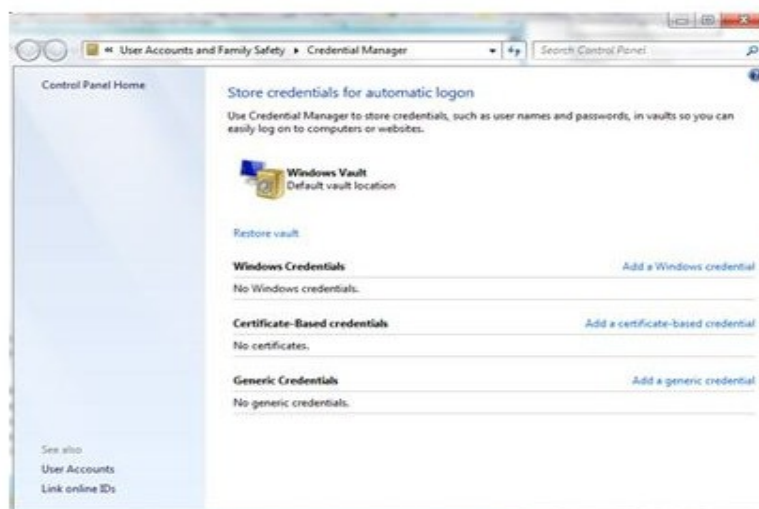 « User Accounts and Family Safety ▸ Credential Manager
Search Control Panel
Control Panel Home
Store credentials for automatic logon
Use Credential Manager to store credentials, such as user names and passwords, in vaults so you can
easily log on to computers or websites.
Windows Vault
Default vault location
Restore vault
Windows Credentials Add a Windows credential
No Windows credentials.
Certificate-Based credentials Add a certificate-based credential
No certificates.
Generic Credentials Add a generic credential
No generic credentials.
See also
User Accounts
Link online IDs